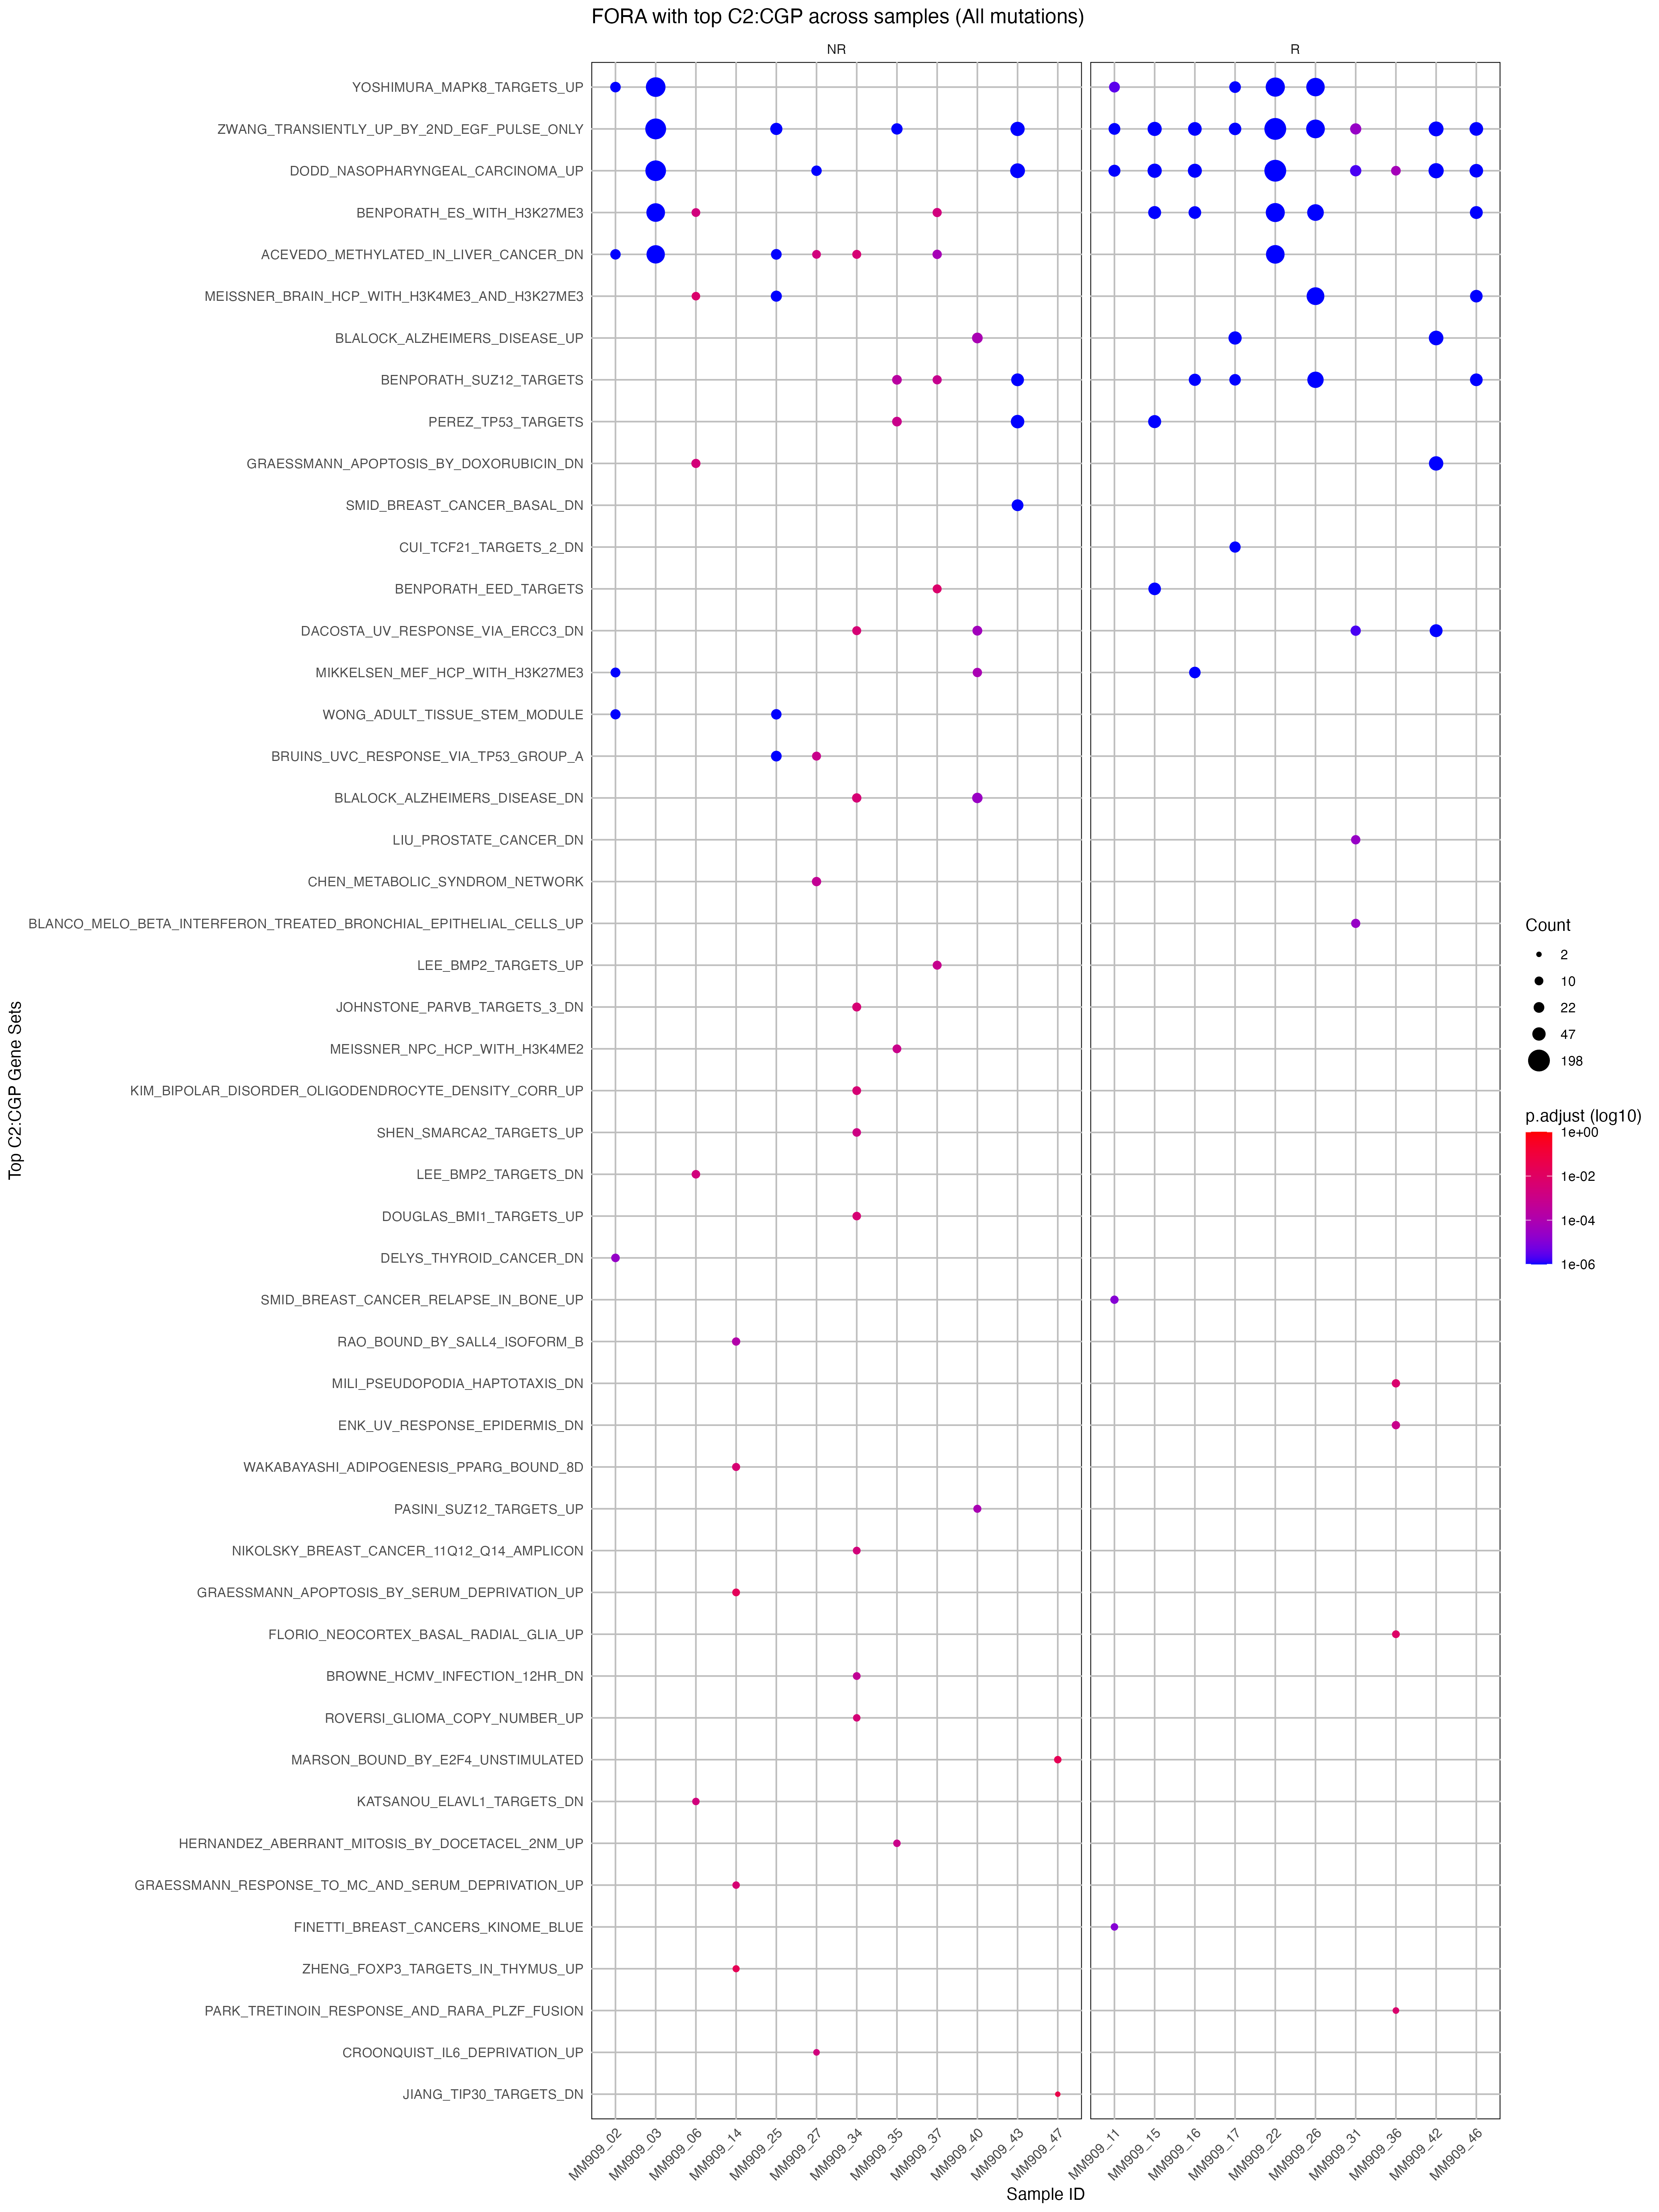 FORA with top C2:CGP across samples (All mutations)
NR
R
YOSHIMURA_MAPK8_TARGETS_UP
ZWANG_TRANSIENTLY_UP_BY_2ND_EGF_PULSE_ONLY
DODD_NASOPHARYNGEAL_CARCINOMA_UP
BENPORATH_ES_WITH_H3K27ME3
ACEVEDO_METHYLATED_IN_LIVER_CANCER_DN
MEISSNER_BRAIN_HCP_WITH_H3K4ME3_AND_H3K27ME3
BLALOCK_ALZHEIMERS_DISEASE_UP
BENPORATH_SUZ12_TARGETS
PEREZ_TP53_TARGETS
GRAESSMANN_APOPTOSIS_BY_DOXORUBICIN_DN
SMID_BREAST_CANCER_BASAL_DN
CUI_TCF21_TARGETS_2_DN
BENPORATH_EED_TARGETS
DACOSTA_UV_RESPONSE_VIA_ERCC3_DN
MIKKELSEN_MEF_HCP_WITH_H3K27ME3
WONG_ADULT_TISSUE_STEM_MODULE
BRUINS_UVC_RESPONSE_VIA_TP53_GROUP_A
BLALOCK_ALZHEIMERS_DISEASE_DN
LIU_PROSTATE_CANCER_DN
CHEN_METABOLIC_SYNDROM_NETWORK
BLANCO_MELO_BETA_INTERFERON_TREATED_BRONCHIAL_EPITHELIAL_CELLS_UP
LEE_BMP2_TARGETS_UP
JOHNSTONE_PARVB_TARGETS_3_DN
MEISSNER_NPC_HCP_WITH_H3K4ME2
KIM_BIPOLAR_DISORDER_OLIGODENDROCYTE_DENSITY_CORR_UP
SHEN_SMARCA2_TARGETS_UP
LEE_BMP2_TARGETS_DN
DOUGLAS_BMI1_TARGETS_UP
DELYS_THYROID_CANCER_DN
SMID_BREAST_CANCER_RELAPSE_IN_BONE_UP
RAO_BOUND_BY_SALL4_ISOFORM_B
MILI_PSEUDOPODIA_HAPTOTAXIS_DN
ENK_UV_RESPONSE_EPIDERMIS_DN
WAKABAYASHI_ADIPOGENESIS_PPARG_BOUND_8D
PASINI_SUZ12_TARGETS_UP
NIKOLSKY_BREAST_CANCER_11Q12_Q14_AMPLICON
GRAESSMANN_APOPTOSIS_BY_SERUM_DEPRIVATION_UP
FLORIO_NEOCORTEX_BASAL_RADIAL_GLIA_UP
BROWNE_HCMV_INFECTION_12HR_DN
ROVERSI_GLIOMA_COPY_NUMBER_UP
MARSON_BOUND_BY_E2F4_UNSTIMULATED
KATSANOU_ELAVL1_TARGETS_DN
HERNANDEZ_ABERRANT_MITOSIS_BY_DOCETACEL_2NM_UP
GRAESSMANN_RESPONSE_TO_MC_AND_SERUM_DEPRIVATION_UP
FINETTI_BREAST_CANCERS_KINOME_BLUE
ZHENG_FOXP3_TARGETS_IN_THYMUS_UP
PARK_TRETINOIN_RESPONSE_AND_RARA_PLZF_FUSION
CROONQUIST_IL6_DEPRIVATION_UP
JIANG_TIP30_TARGETS_DN
Top C2:CGP Gene Sets
MM909_02
MM909_03
MM909_06
MM909_14
MM909_25
MM909_27
MM909_34
MM909_35
MM909_37
MM909_40
MM909_43
MM909_47
MM909_11
MM909_15
MM909_16
MM909_17
MM909_22
MM909_26
MM909_31
MM909_36
MM909_42
MM909_46
Sample ID
Count
2
10
22
47
198
p.adjust (log10)
1e+00
1e-02
1e-04
1e-06